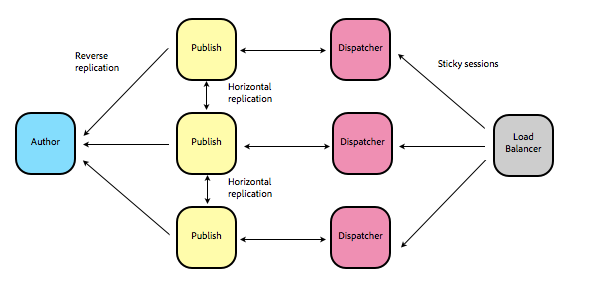 Publish
Dispatcher
Reverse
replication
Sticky sessions
Horizontal
replication
Author
Publish
Dispatcher
Load
Balancer
Horizontal
replication
Publish
Dispatcher